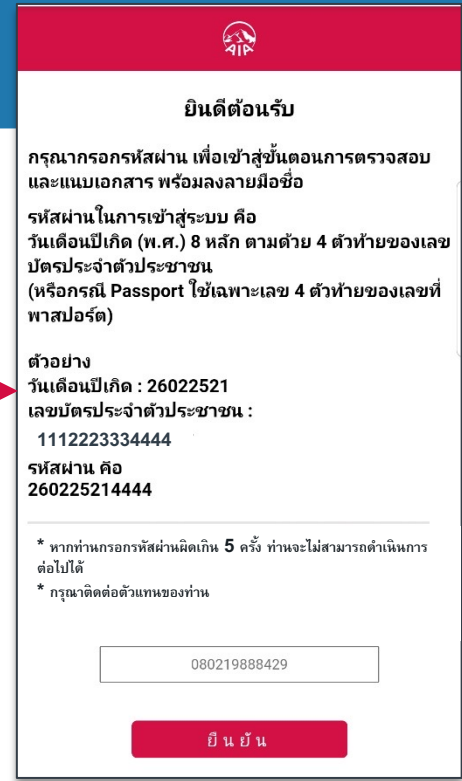 AIA
ยินดีต้อนรับ
กรุณากรอกรหัสผ่าน เพื่อเข้าสู่ขั้นตอนการตรวจสอบ
และแนบเอกสาร พร้อมลงลายมือชื่อ
รหัสผ่านในการเข้าสู่ระบบ คือ
วันเดือนปีเกิด (พ.ศ.) 8 หลัก ตามด้วย 4 ตัวท้ายของเลข
บัตรประจำตัวประชาชน
(หรือกรณี Passport ใช้เฉพาะเลข 4 ตัวท้ายของเลขที่
พาสปอร์ต)
ตัวอย่าง
วันเดือนปีเกิด : 26022521
เลขบัตรประจำตัวประชาชน :
1112223334444
รหัสผ่าน คือ
260225214444
* หากท่านกรอกรหัสผ่านผิดเกิน 5 ครั้ง ท่านจะไม่สามารถดำเนินการ
ต่อไปได้
* กรุณาติดต่อตัวแทนของท่าน
080219888429
ยืนยัน